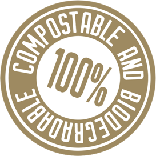 COMPOSTABLE AND BIODEGRADABLE
100%